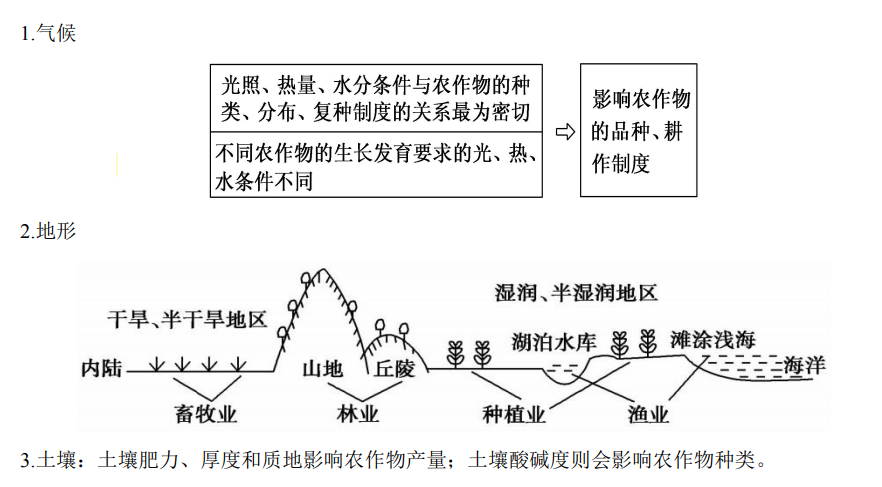 1.气候
光照、热量、水分条件与农作物的种
类、分布、复种制度的关系最为密切
不同农作物的生长发育要求的光、热、
水条件不同
影响农作物
的品种、耕
作制度
2.地形
湿润、半湿润地区
干旱、半干旱地区
湖泊水库
滩涂浅海
内陆
山地
丘陵
海洋
畜牧业
林业
种植业
渔业
3.土壤：土壤肥力、厚度和质地影响农作物产量；土壤酸碱度则会影响农作物种类。